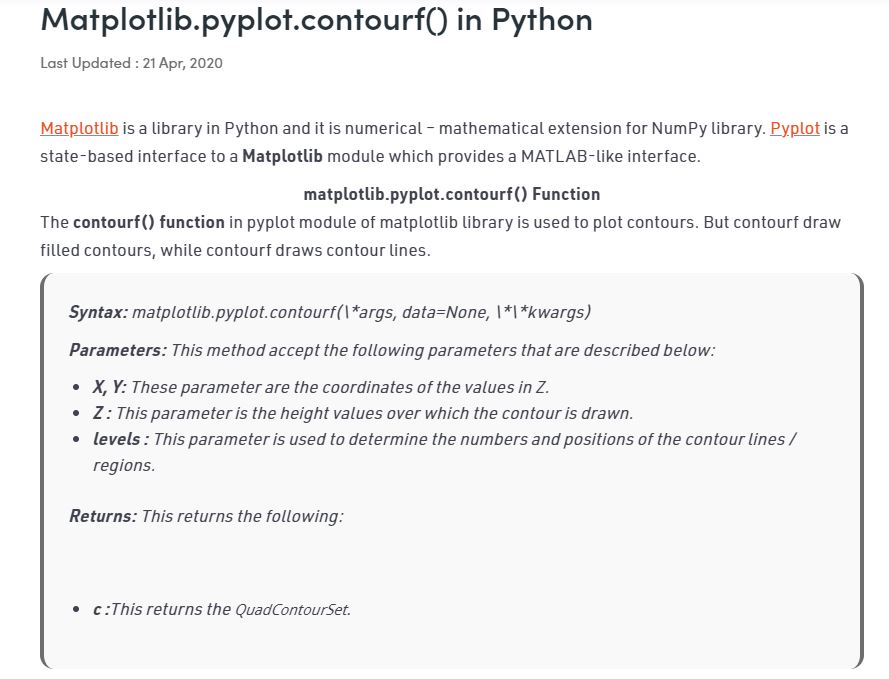 Matplotlib.pyplot.contourf() in Python
Last Updated : 21 Apr, 2020
Matplotlib is a library in Python and it is numerical – mathematical extension for NumPy library. Pyplot is a
state-based interface to a Matplotlib module which provides a MATLAB-like interface.
matplotlib.pyplot.contourf() Function
The contourf() function in pyplot module of matplotlib library is used to plot contours. But contourf draw
filled contours, while contourf draws contour lines.
Syntax: matplotlib.pyplot.contourf(\*args, data=None, \*\*kwargs)
Parameters: This method accept the following parameters that are described below:
• X, Y: These parameter are the coordinates of the values in Z.
• Z : This parameter is the height values over which the contour is drawn.
• levels : This parameter is used to determine the numbers and positions of the contour lines /
regions.
Returns: This returns the following:
• c :This returns the QuadContourSet.